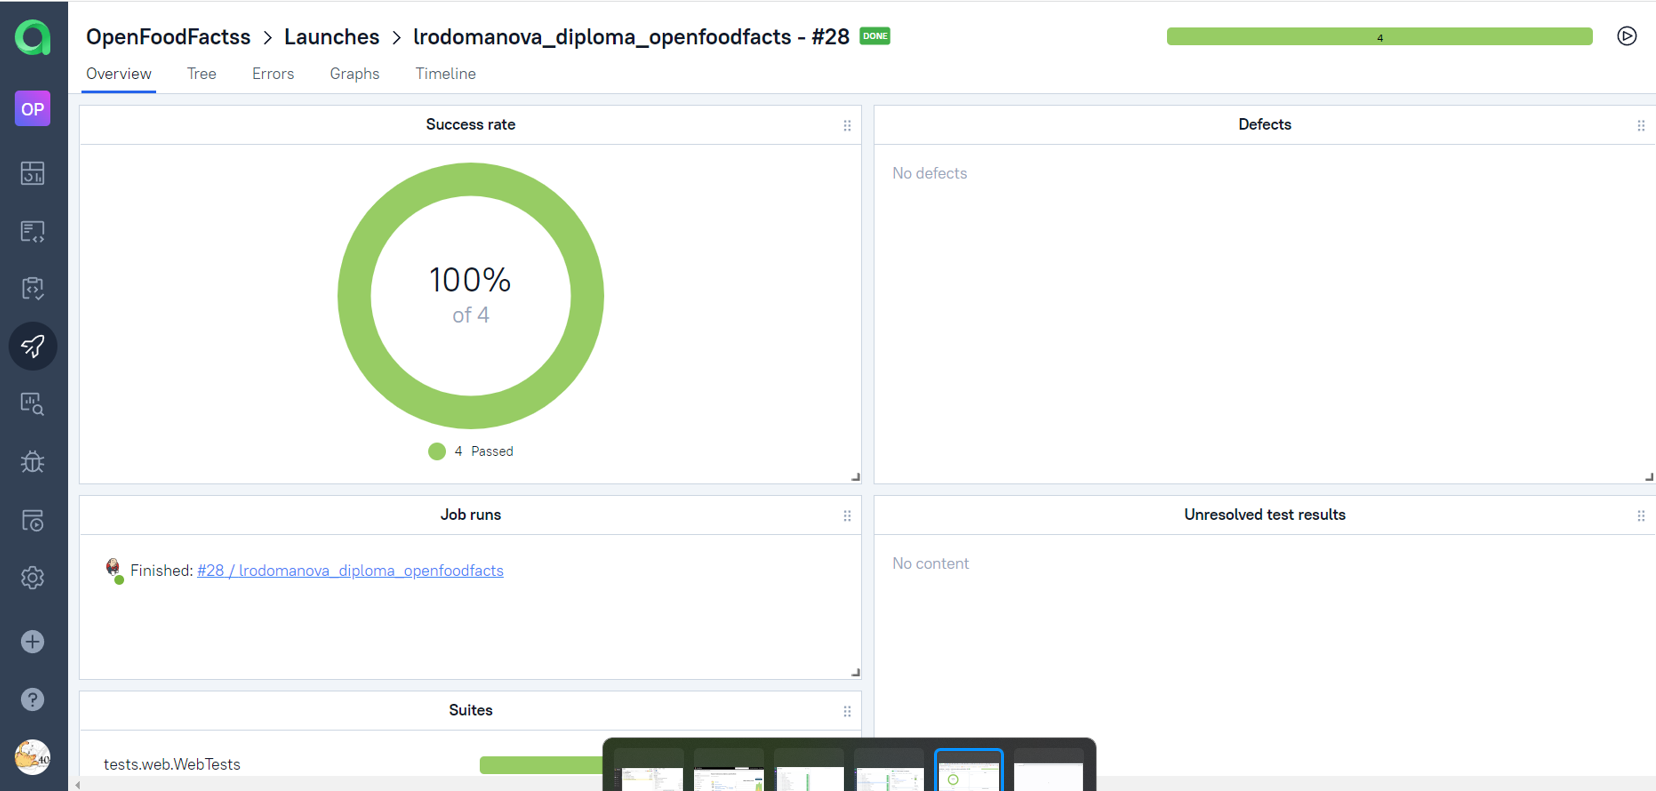 OpenFoodFactss > Launches > lrodomanova_diploma_openfoodfacts - #28 DONE
4
Overview Tree Errors Graphs Timeline
OP
Success rate
100%
of 4
4 Passed
Defects
No defects
Job runs
Finished: #28 / lrodomanova_diploma_openfoodfacts
Unresolved test results
No content
Suites
tests.web.WebTests